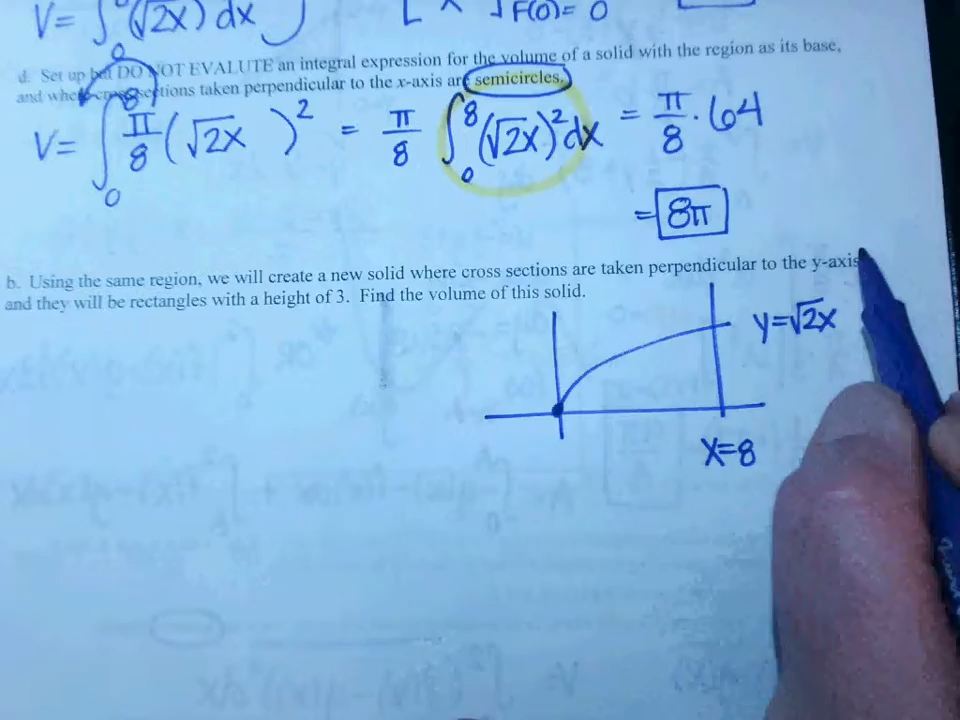 V= ∫ (√2x) dx
0
F(0)= 0
d. Set up but DO NOT EVALUTE an integral expression for the volume of a solid with the region as its base,
and where cross sections taken perpendicular to the x-axis are semicircles.
V= ∫₀⁸ π/8 (√2x )² = π/8 ∫₀⁸ (√2x)² dx = π/8 · 64
= 8π
b. Using the same region, we will create a new solid where cross sections are taken perpendicular to the y-axis
and they will be rectangles with a height of 3. Find the volume of this solid.
y=√2x
x=8